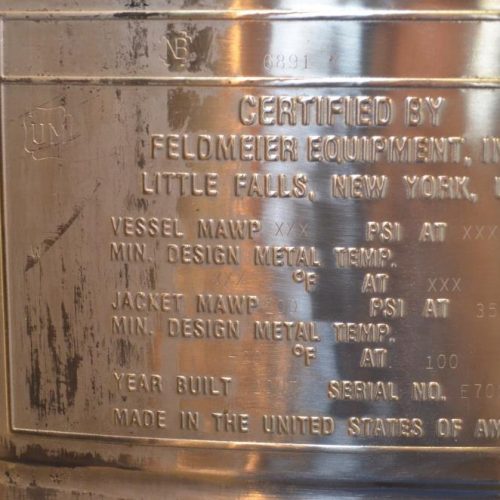 NB 6891
UM
CERTIFIED BY
FELDMEIER EQUIPMENT, IN
LITTLE FALLS, NEW YORK,
VESSEL MAWP X/X PSI AT XXX
MIN. DESIGN METAL TEMP.
XXX °F AT XXX
JACKET MAWP PSI AT 35
MIN. DESIGN METAL TEMP.
°F AT 100
YEAR BUILT SERIAL NO. E70
MADE IN THE UNITED STATES OF AM